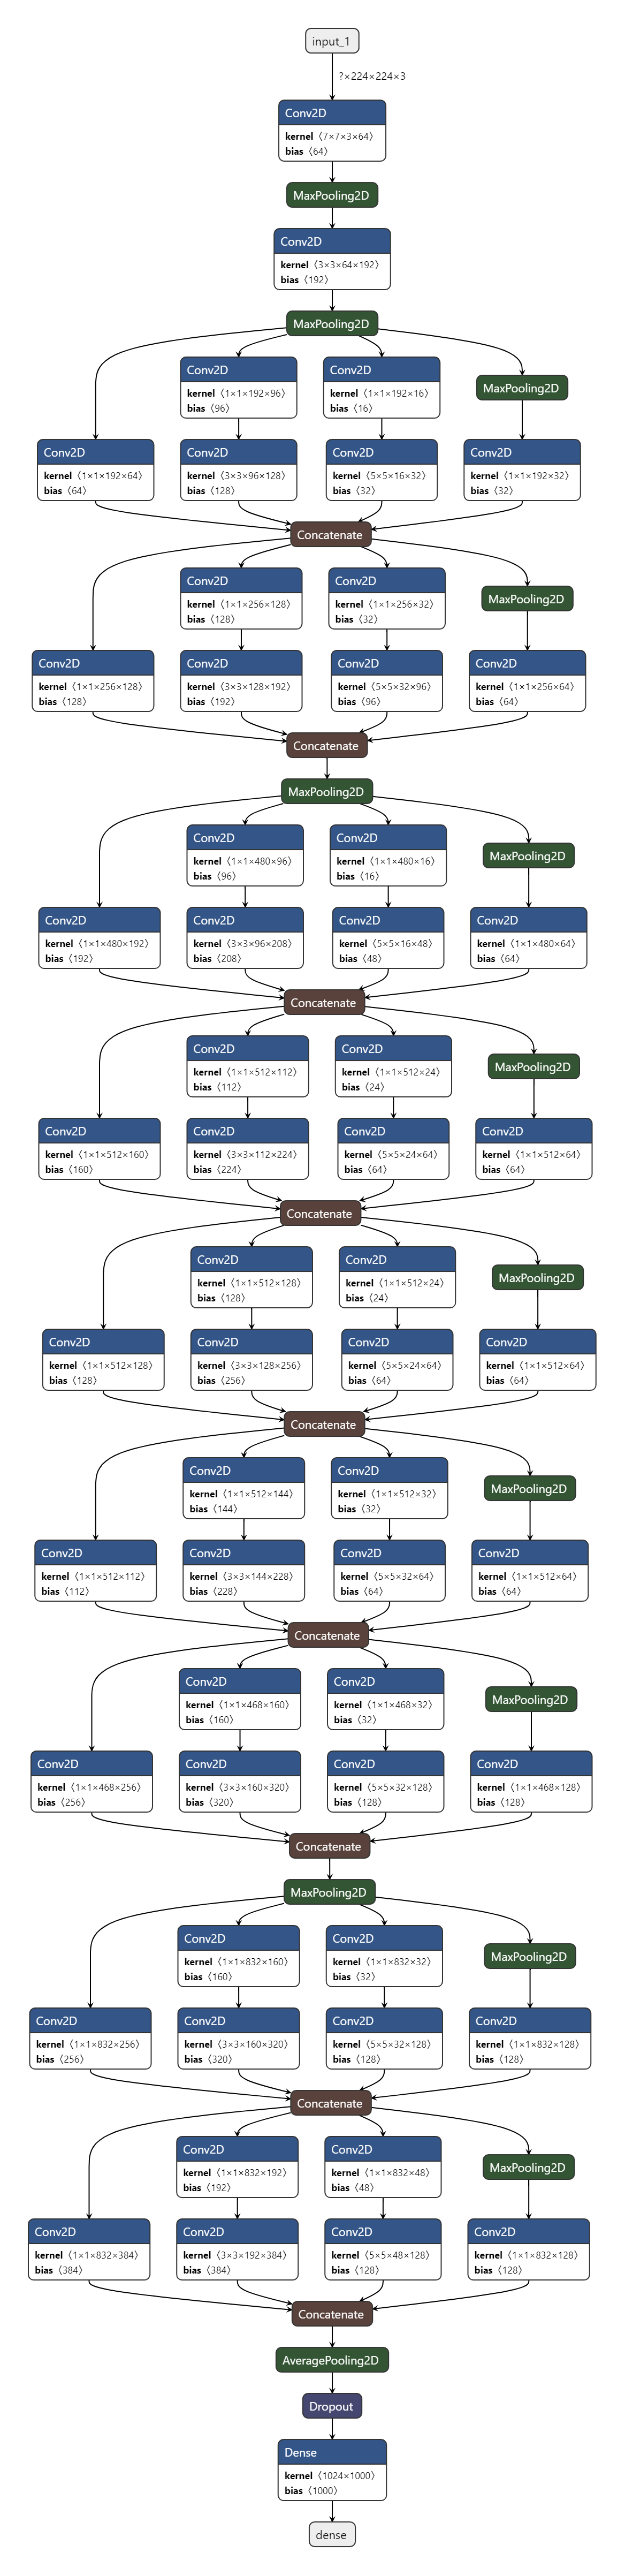 input_1
?×224×224×3
Conv2D
kernel 〈7×7×3×64〉
bias 〈64〉
MaxPooling2D
Conv2D
kernel 〈3×3×64×192〉
bias 〈192〉
MaxPooling2D
Conv2D
kernel 〈1×1×192×96〉
bias 〈96〉
Conv2D
kernel 〈1×1×192×16〉
bias 〈16〉
MaxPooling2D
Conv2D
kernel 〈1×1×192×64〉
bias 〈64〉
Conv2D
kernel 〈3×3×96×128〉
bias 〈128〉
Conv2D
kernel 〈5×5×16×32〉
bias 〈32〉
Conv2D
kernel 〈1×1×192×32〉
bias 〈32〉
Concatenate
Conv2D
kernel 〈1×1×256×128〉
bias 〈128〉
Conv2D
kernel 〈1×1×256×32〉
bias 〈32〉
MaxPooling2D
Conv2D
kernel 〈1×1×256×128〉
bias 〈128〉
Conv2D
kernel 〈3×3×128×192〉
bias 〈192〉
Conv2D
kernel 〈5×5×32×96〉
bias 〈96〉
Conv2D
kernel 〈1×1×256×64〉
bias 〈64〉
Concatenate
MaxPooling2D
Conv2D
kernel 〈1×1×480×96〉
bias 〈96〉
Conv2D
kernel 〈1×1×480×16〉
bias 〈16〉
MaxPooling2D
Conv2D
kernel 〈1×1×480×192〉
bias 〈192〉
Conv2D
kernel 〈3×3×96×208〉
bias 〈208〉
Conv2D
kernel 〈5×5×16×48〉
bias 〈48〉
Conv2D
kernel 〈1×1×480×64〉
bias 〈64〉
Concatenate
Conv2D
kernel 〈1×1×512×112〉
bias 〈112〉
Conv2D
kernel 〈1×1×512×24〉
bias 〈24〉
MaxPooling2D
Conv2D
kernel 〈1×1×512×160〉
bias 〈160〉
Conv2D
kernel 〈3×3×112×224〉
bias 〈224〉
Conv2D
kernel 〈5×5×24×64〉
bias 〈64〉
Conv2D
kernel 〈1×1×512×64〉
bias 〈64〉
Concatenate
Conv2D
kernel 〈1×1×512×128〉
bias 〈128〉
Conv2D
kernel 〈1×1×512×24〉
bias 〈24〉
MaxPooling2D
Conv2D
kernel 〈1×1×512×128〉
bias 〈128〉
Conv2D
kernel 〈3×3×128×256〉
bias 〈256〉
Conv2D
kernel 〈5×5×24×64〉
bias 〈64〉
Conv2D
kernel 〈1×1×512×64〉
bias 〈64〉
Concatenate
Conv2D
kernel 〈1×1×512×144〉
bias 〈144〉
Conv2D
kernel 〈1×1×512×32〉
bias 〈32〉
MaxPooling2D
Conv2D
kernel 〈1×1×512×112〉
bias 〈112〉
Conv2D
kernel 〈3×3×144×228〉
bias 〈228〉
Conv2D
kernel 〈5×5×32×64〉
bias 〈64〉
Conv2D
kernel 〈1×1×512×64〉
bias 〈64〉
Concatenate
Conv2D
kernel 〈1×1×468×160〉
bias 〈160〉
Conv2D
kernel 〈1×1×468×32〉
bias 〈32〉
MaxPooling2D
Conv2D
kernel 〈1×1×468×256〉
bias 〈256〉
Conv2D
kernel 〈3×3×160×320〉
bias 〈320〉
Conv2D
kernel 〈5×5×32×128〉
bias 〈128〉
Conv2D
kernel 〈1×1×468×128〉
bias 〈128〉
Concatenate
MaxPooling2D
Conv2D
kernel 〈1×1×832×160〉
bias 〈160〉
Conv2D
kernel 〈1×1×832×32〉
bias 〈32〉
MaxPooling2D
Conv2D
kernel 〈1×1×832×256〉
bias 〈256〉
Conv2D
kernel 〈3×3×160×320〉
bias 〈320〉
Conv2D
kernel 〈5×5×32×128〉
bias 〈128〉
Conv2D
kernel 〈1×1×832×128〉
bias 〈128〉
Concatenate
Conv2D
kernel 〈1×1×832×192〉
bias 〈192〉
Conv2D
kernel 〈1×1×832×48〉
bias 〈48〉
MaxPooling2D
Conv2D
kernel 〈1×1×832×384〉
bias 〈384〉
Conv2D
kernel 〈3×3×192×384〉
bias 〈384〉
Conv2D
kernel 〈5×5×48×128〉
bias 〈128〉
Conv2D
kernel 〈1×1×832×128〉
bias 〈128〉
Concatenate
AveragePooling2D
Dropout
Dense
kernel 〈1024×1000〉
bias 〈1000〉
dense